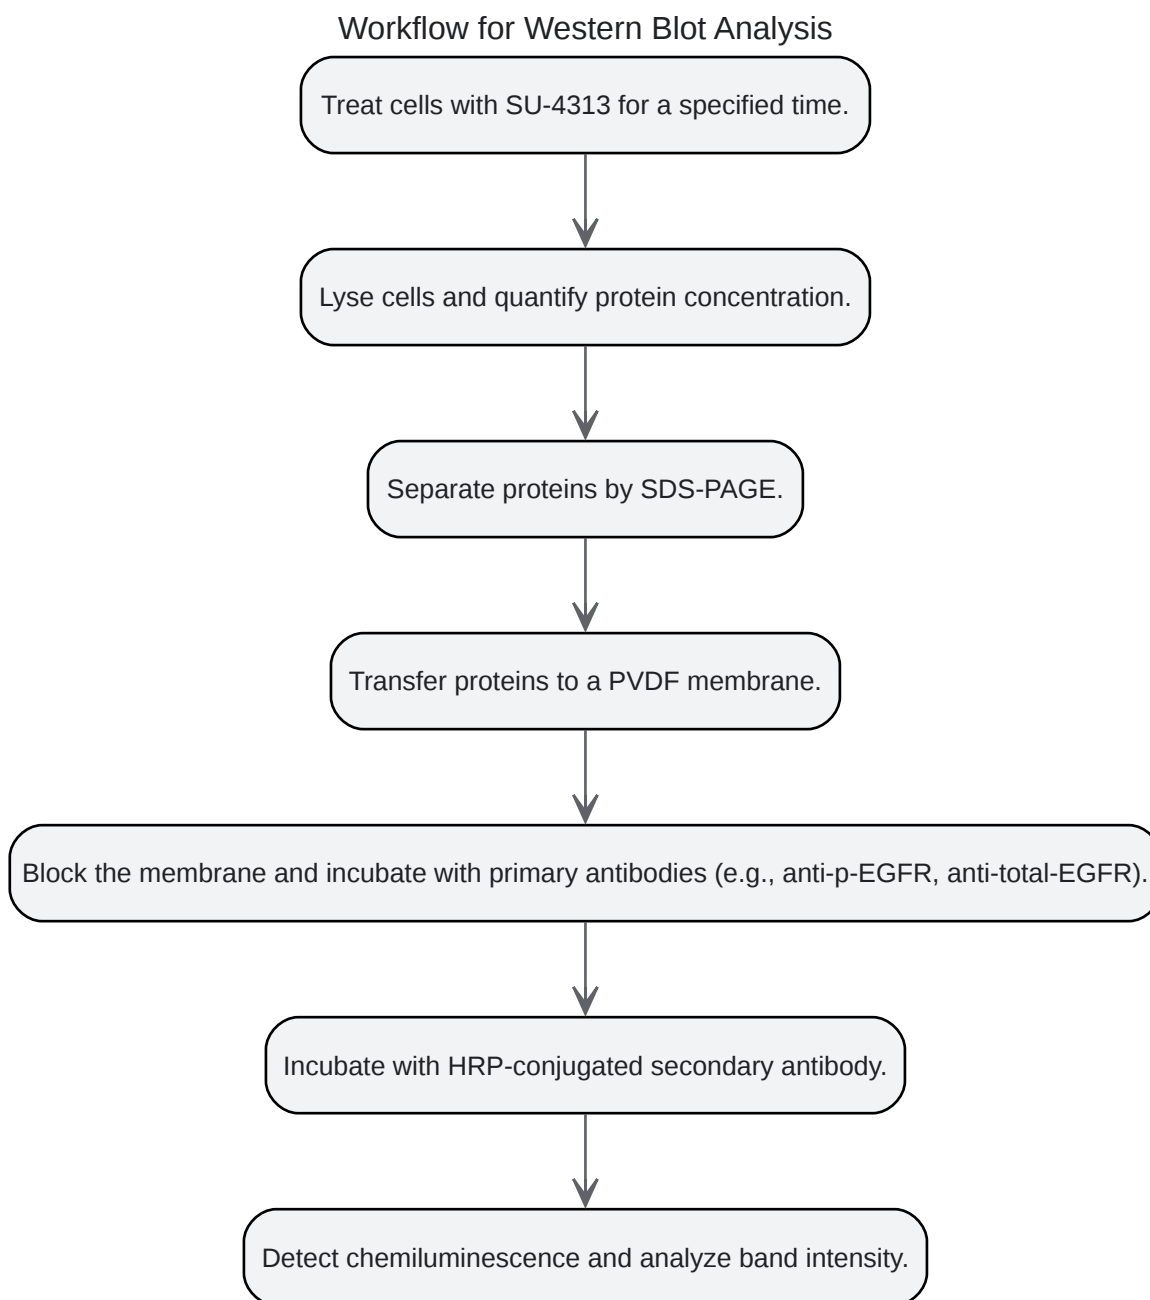 Workflow for Western Blot Analysis
Treat cells with SU-4313 for a specified time.
Lyse cells and quantify protein concentration.
Separate proteins by SDS-PAGE.
Transfer proteins to a PVDF membrane.
Block the membrane and incubate with primary antibodies (e.g., anti-p-EGFR, anti-total-EGFR).
Incubate with HRP-conjugated secondary antibody.
Detect chemiluminescence and analyze band intensity.